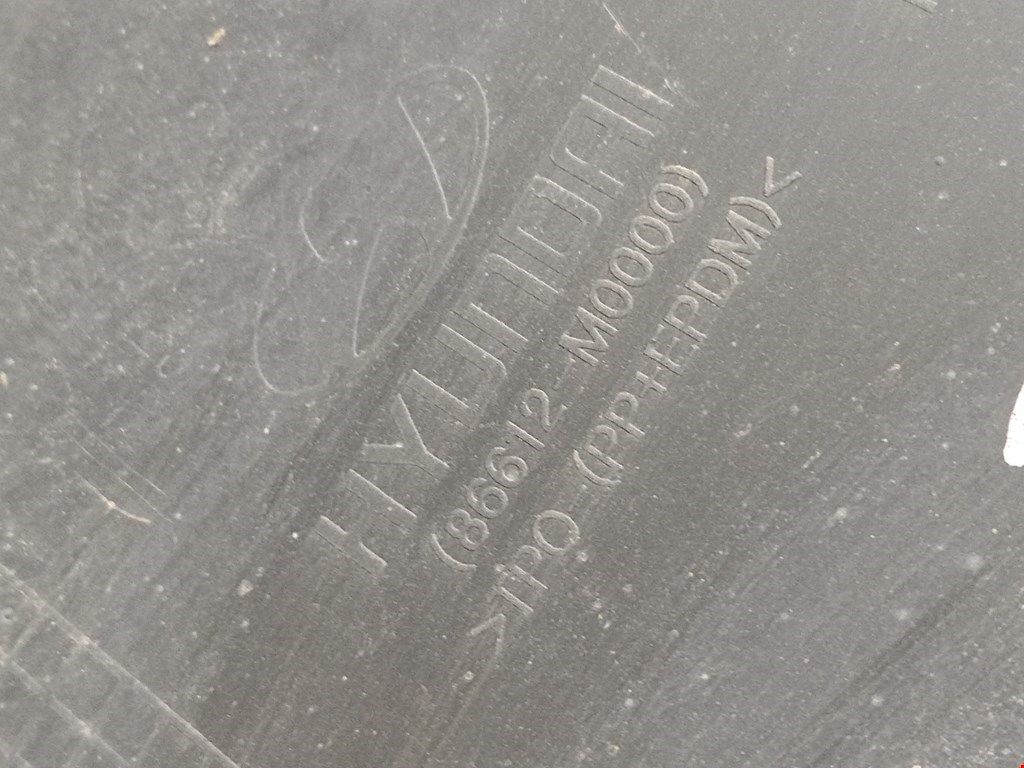 HYUNDAI
(86612-M0000)
>TPO-(PP+EPDM)<